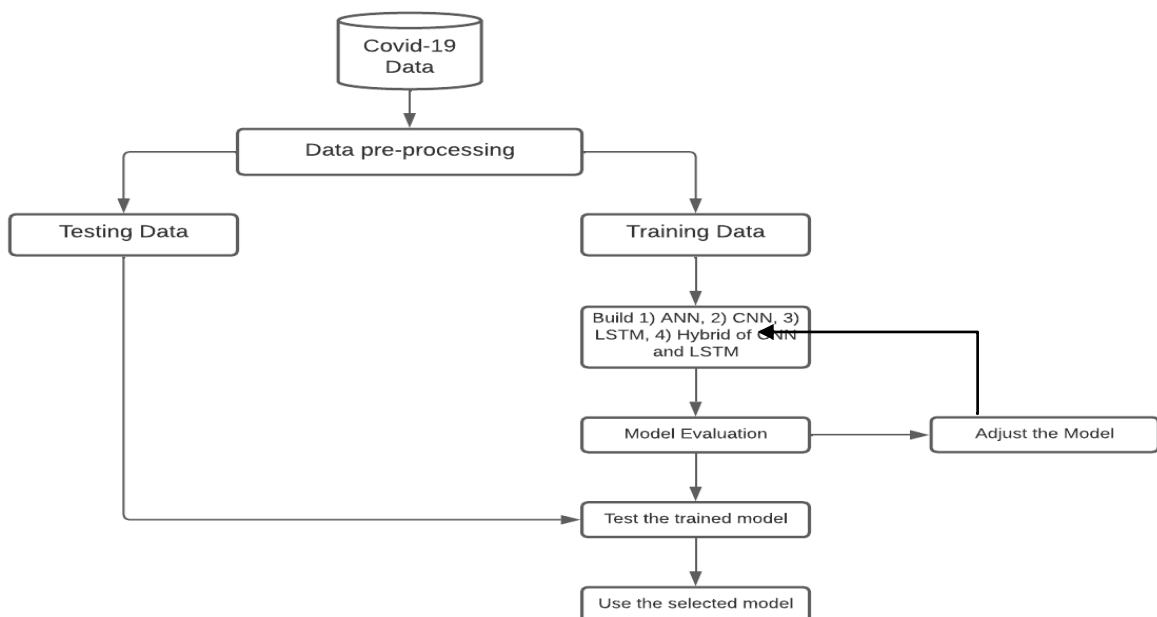 Covid-19
Data
Data pre-processing
Testing Data
Training Data
Build 1) ANN, 2) CNN, 3)
LSTM, 4) Hybrid of CNN
and LSTM
Model Evaluation
Adjust the Model
Test the trained model
Use the selected model